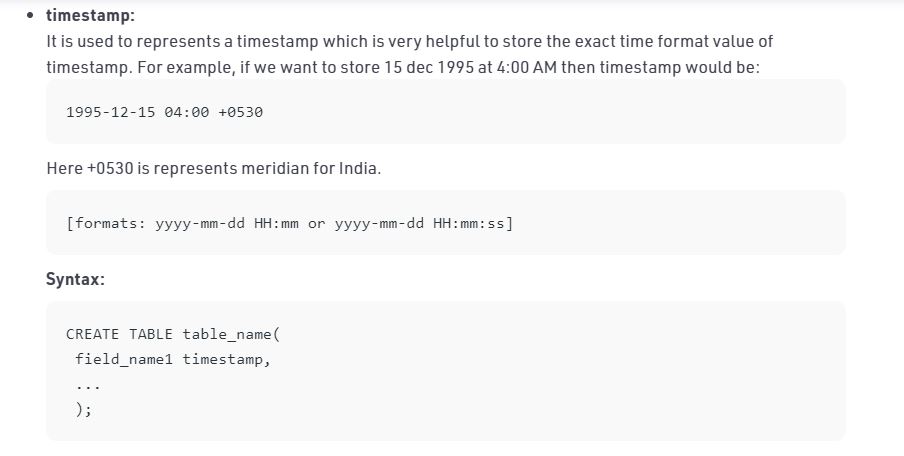 timestamp:
It is used to represents a timestamp which is very helpful to store the exact time format value of
timestamp. For example, if we want to store 15 dec 1995 at 4:00 AM then timestamp would be:
1995-12-15 04:00 +0530
Here +0530 is represents meridian for India.
[formats: yyyy-mm-dd HH:mm or yyyy-mm-dd HH:mm:ss]
Syntax:
CREATE TABLE table_name(
 field_name1 timestamp,
 ...
 );